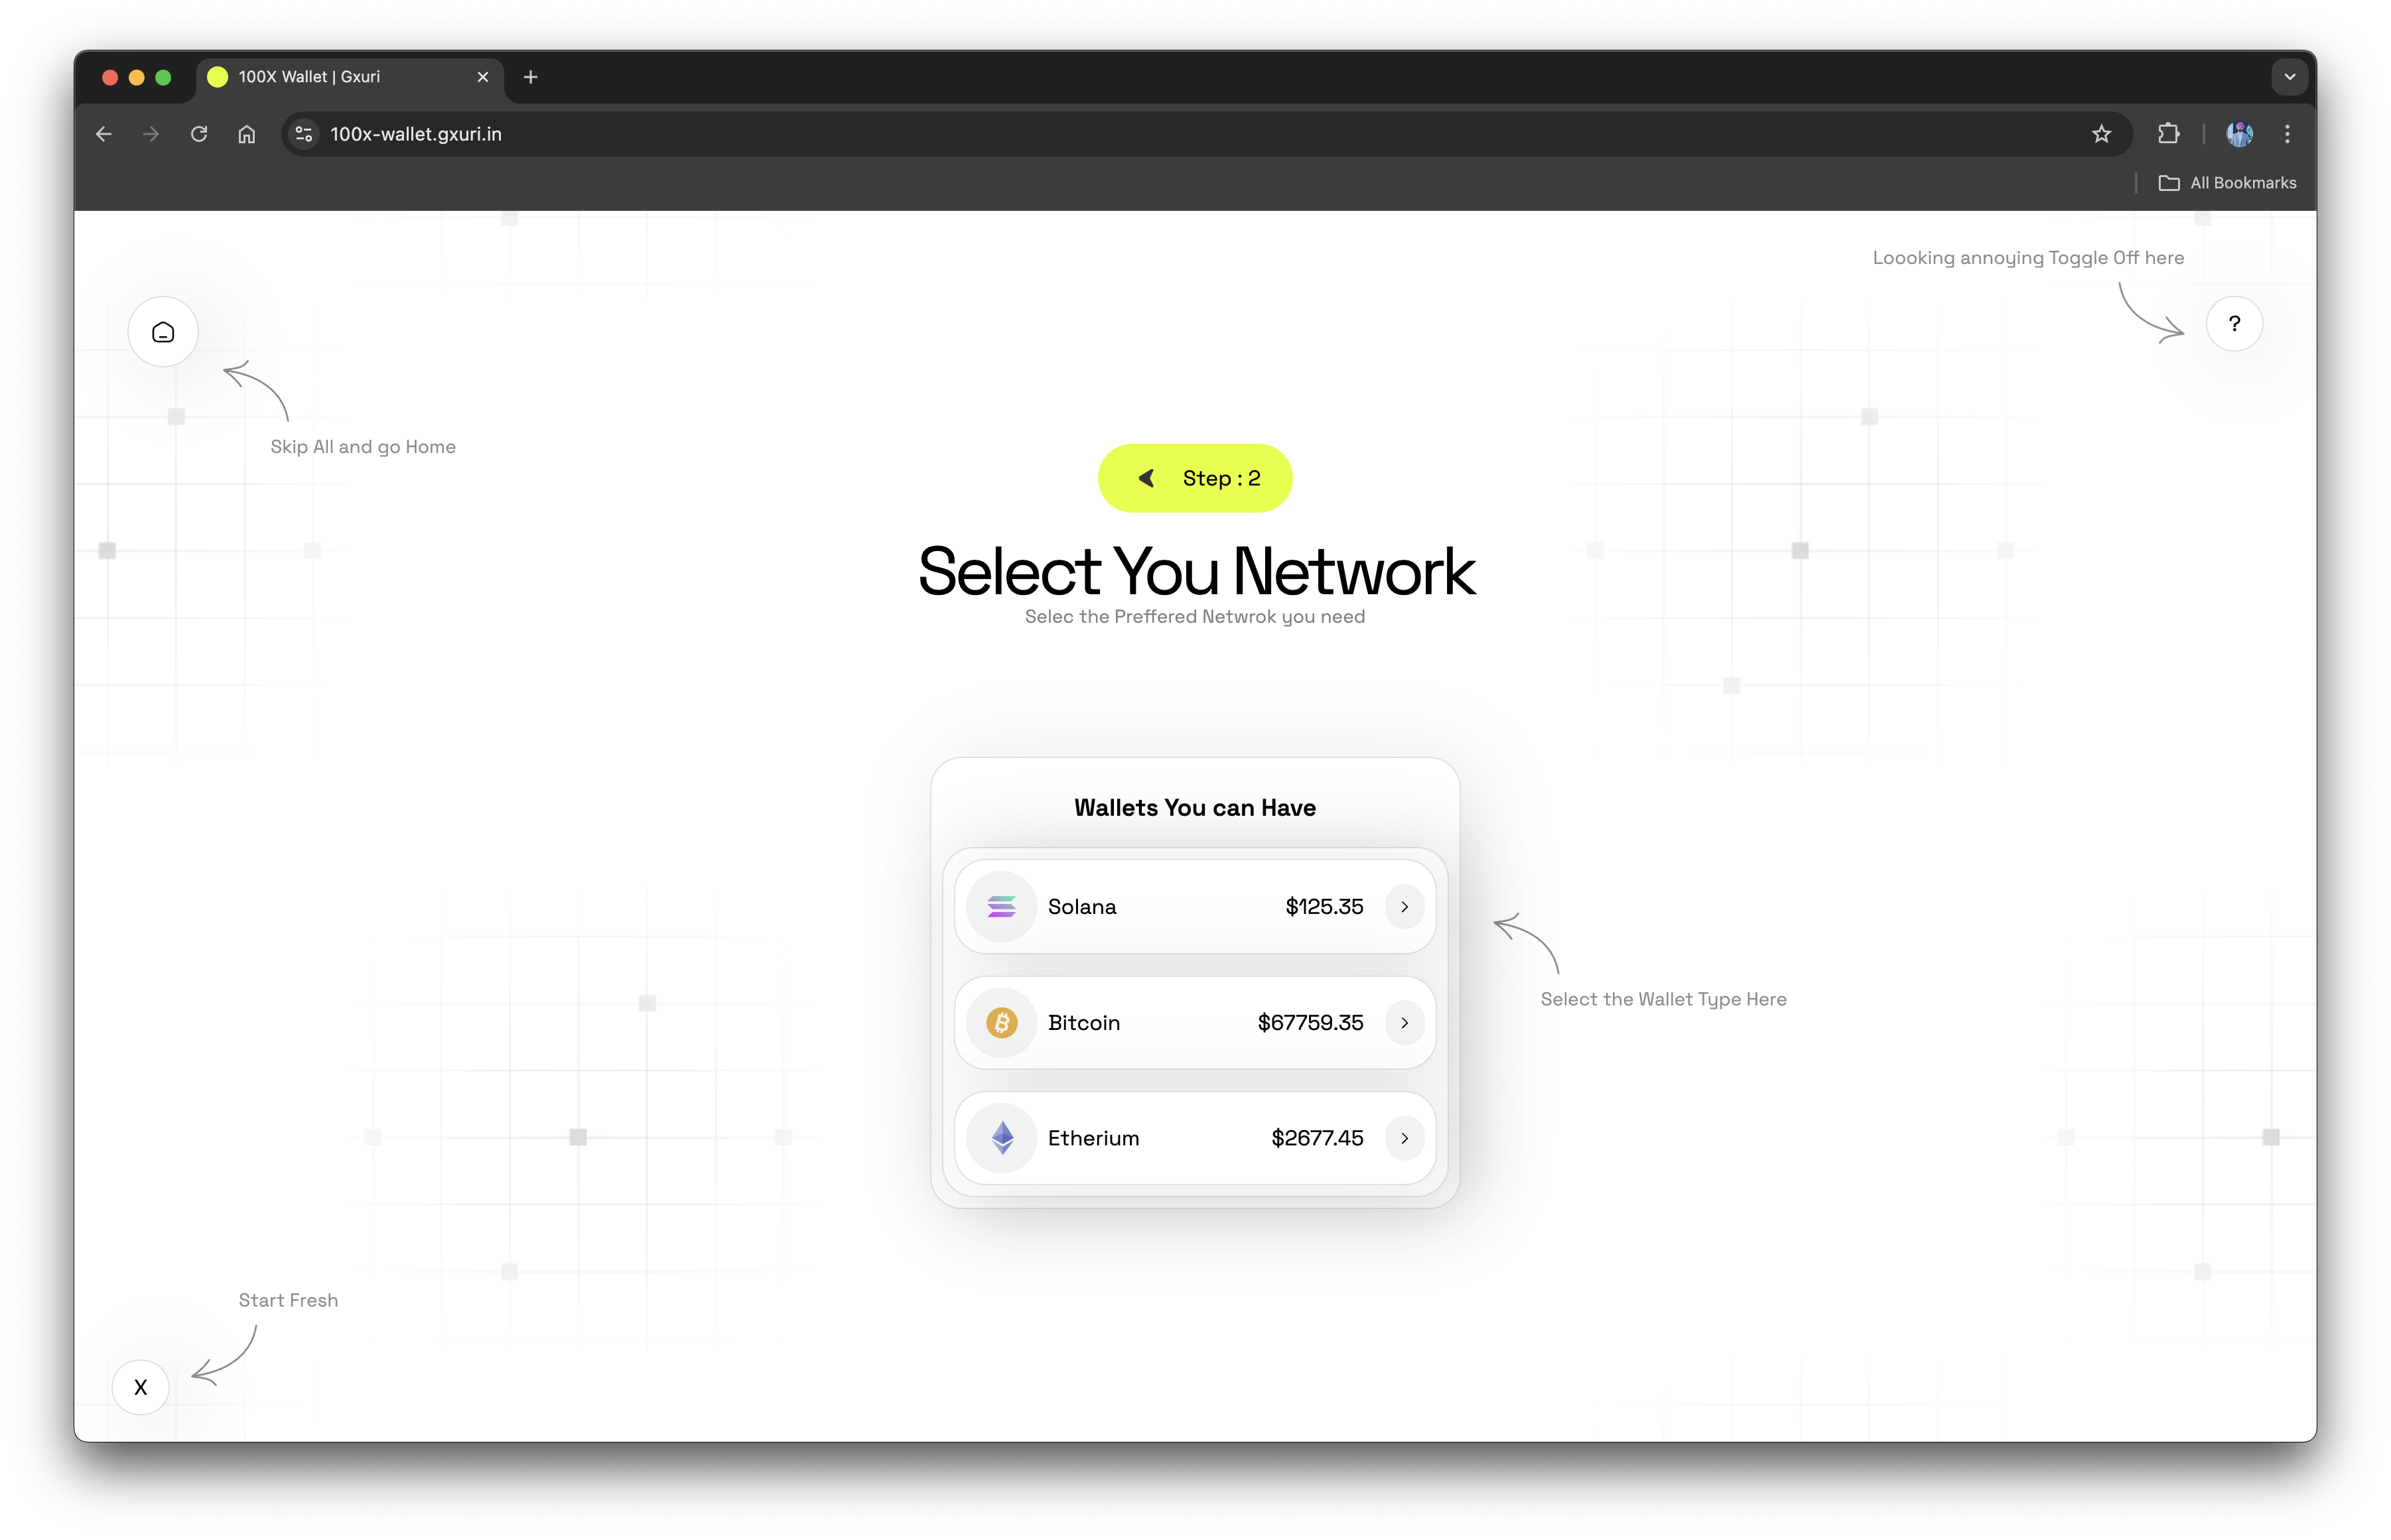 100X Wallet | Gxuri
100x-wallet.gxuri.in
All Bookmarks
Loooking annoying Toggle Off here
?
Skip All and go Home
Step : 2
Select You Network
Selec the Preffered Netwrok you need
Wallets You can Have
Solana $125.35
Bitcoin $67759.35
Select the Wallet Type Here
Etherium $2677.45
Start Fresh
X